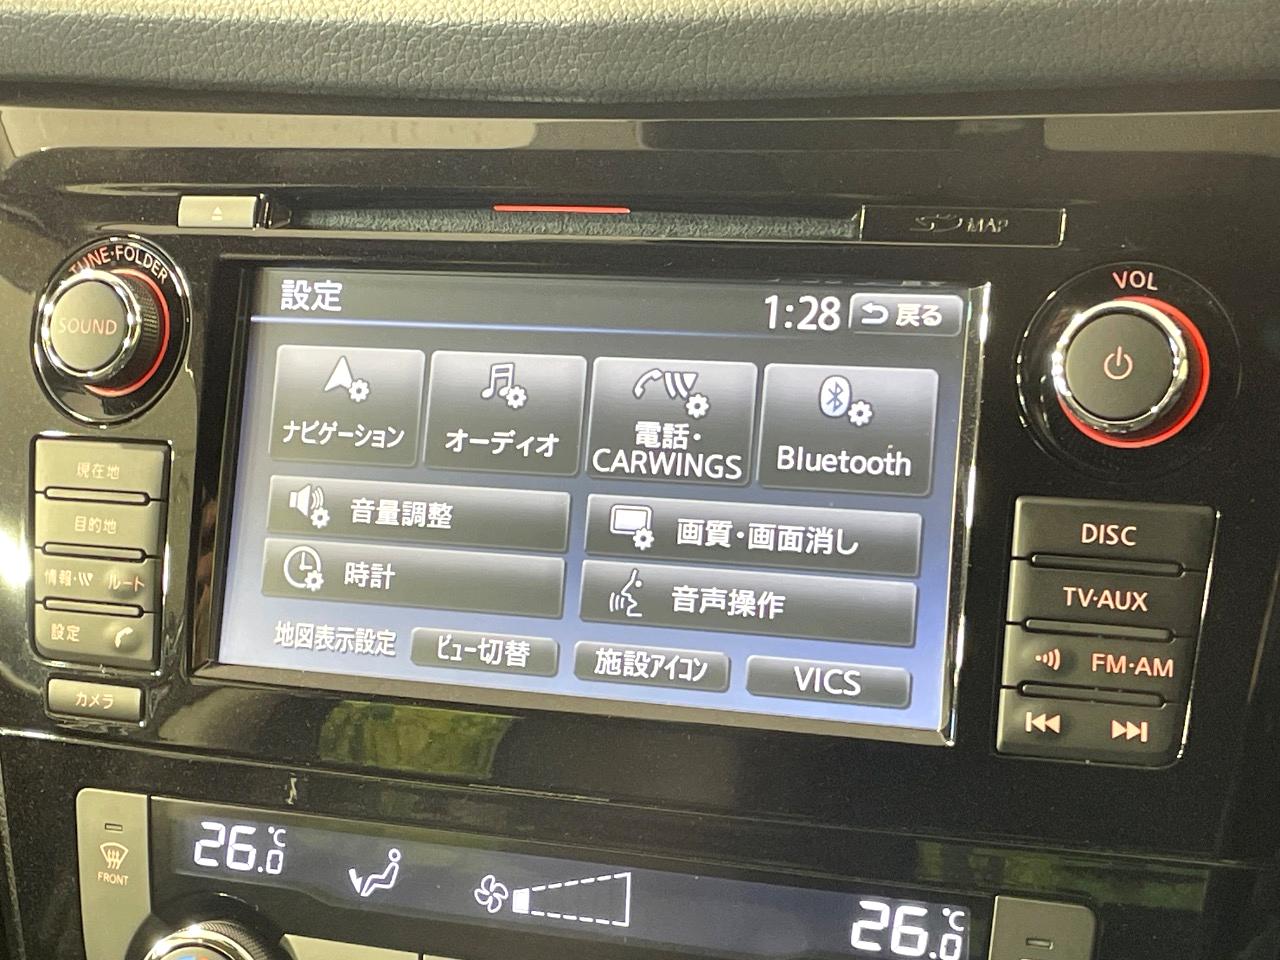 MAP
TUNE・FOLDER
SOUND
VOL
設定
1:28
戻る
ナビゲーション
オーディオ
電話・
CARWINGS
Bluetooth
音量調整
画質・画面消し
時計
音声操作
地図表示設定
ビュー切替
施設アイコン
VICS
現在地
目的地
情報・ ルート
設定
カメラ
DISC
TV・AUX
FM・AM
26.0℃
FRONT
26.0℃